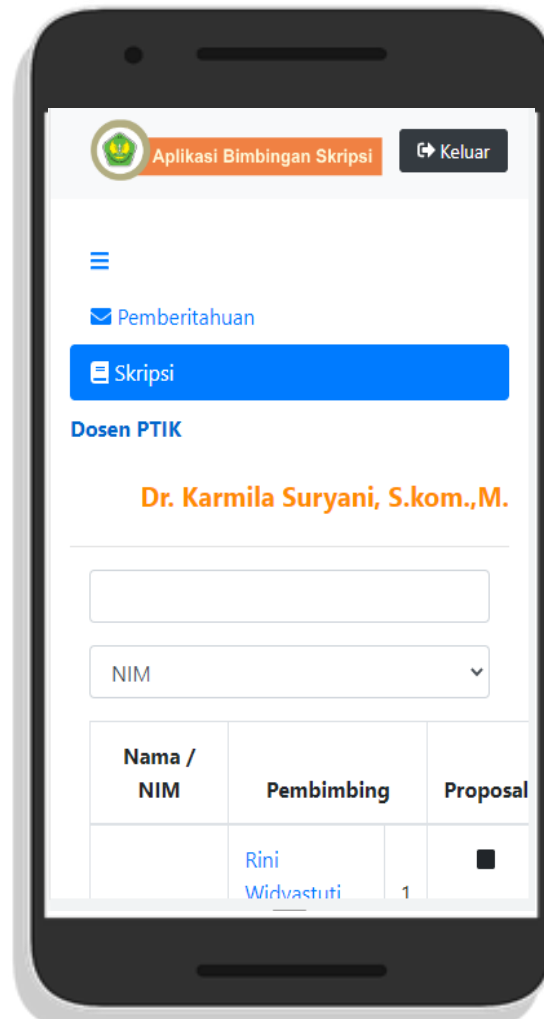 Aplikasi Bimbingan Skripsi
Keluar
Pemberitahuan
Skripsi
Dosen PTIK
Dr. Karmila Suryani, S.kom.,M.
NIM
Nama /
NIM
Pembimbing
Proposal
Rini
Widyastuti
1